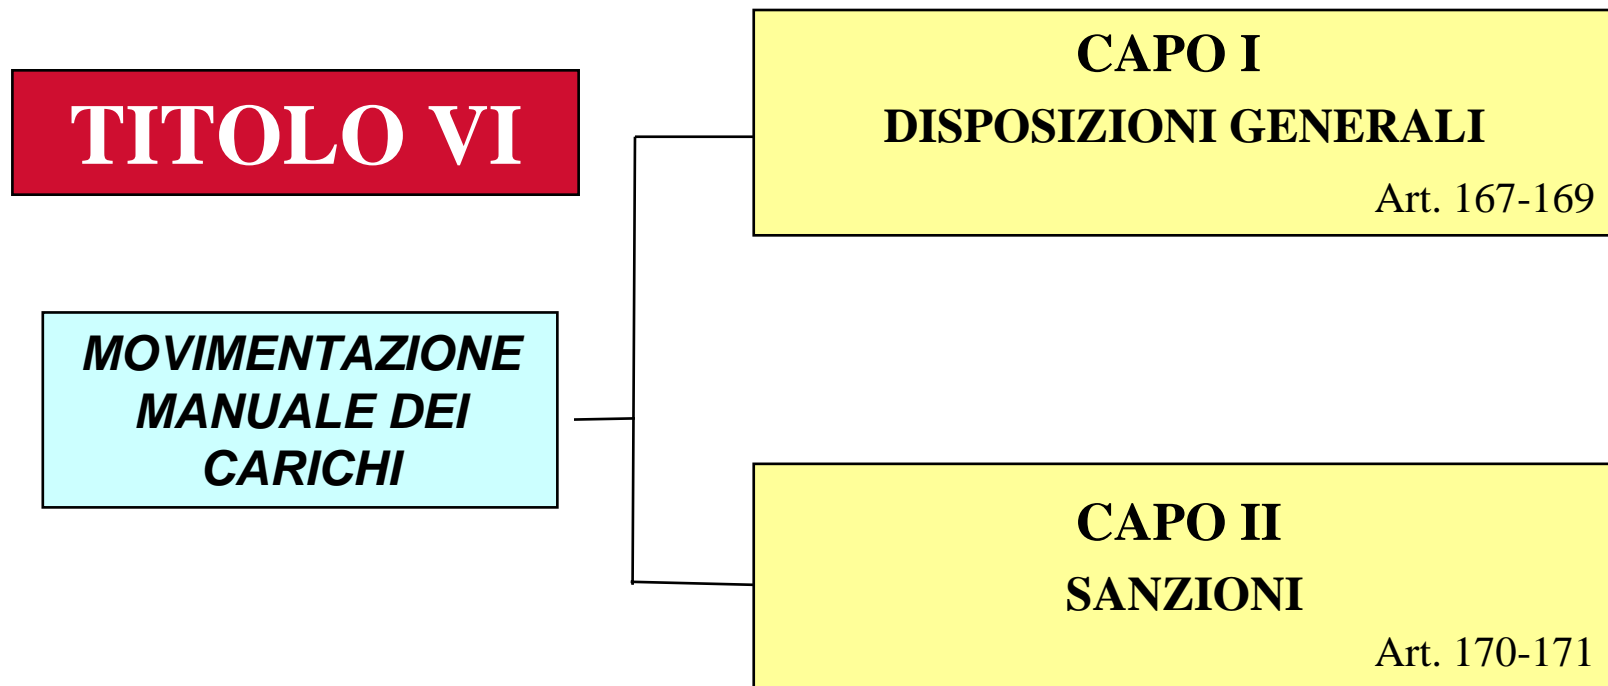 TITOLO VI
MOVIMENTAZIONE
MANUALE DEI
CARICHI
CAPO I
DISPOSIZIONI GENERALI
Art. 167-169
CAPO II
SANZIONI
Art. 170-171